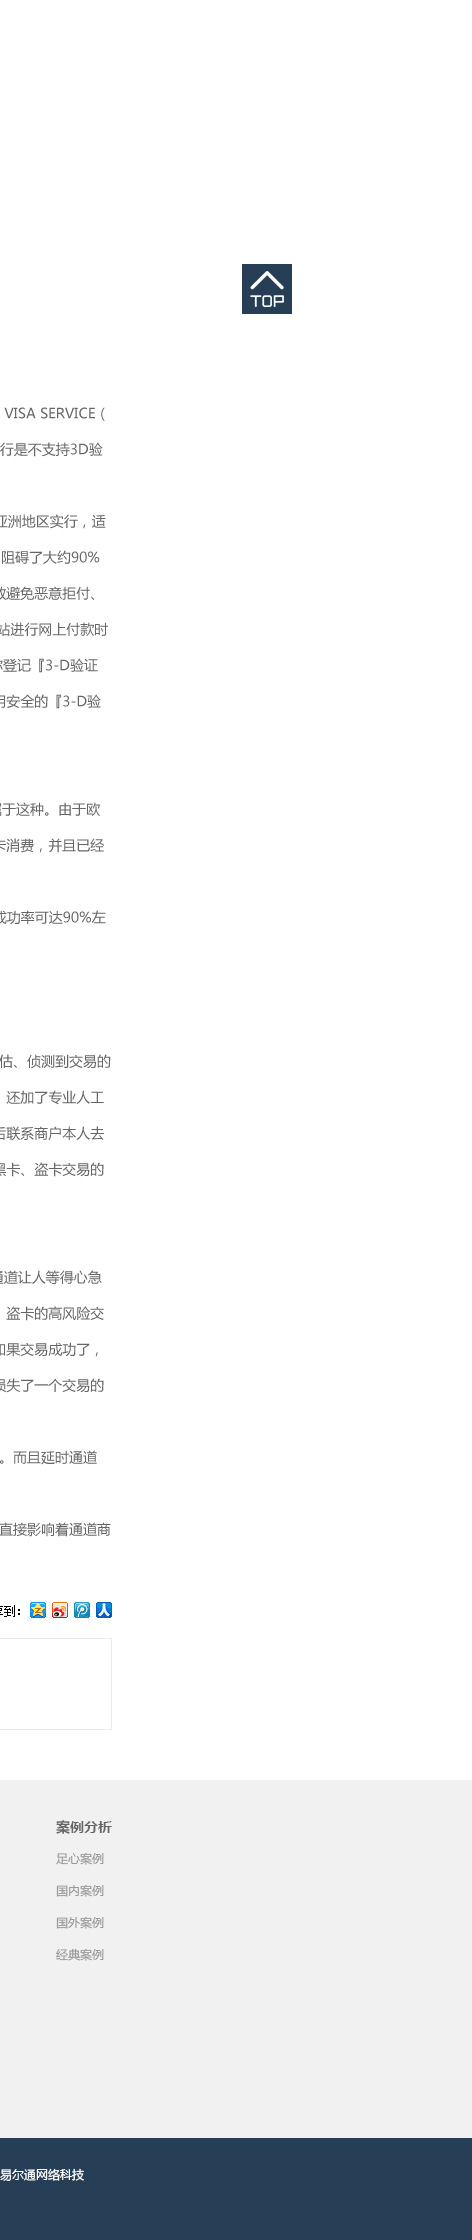 TOP
VISA SERVICE（
行是不支持3D验
亚洲地区实行，适
阻碍了大约90%
效避免恶意拒付、
站进行网上付款时
你登记『3-D验证
用安全的『3-D验
属于这种。由于欧
卡消费，并且已经
成功率可达90%左
估、侦测到交易的
还加了专业人工
后联系商户本人去
黑卡、盗卡交易的
通道让人等得心急
盗卡的高风险交
如果交易成功了，
损失了一个交易的
。而且延时通道
直接影响着通道商
享到：
案例分析
足心案例
国内案例
国外案例
经典案例
易尔通网络科技